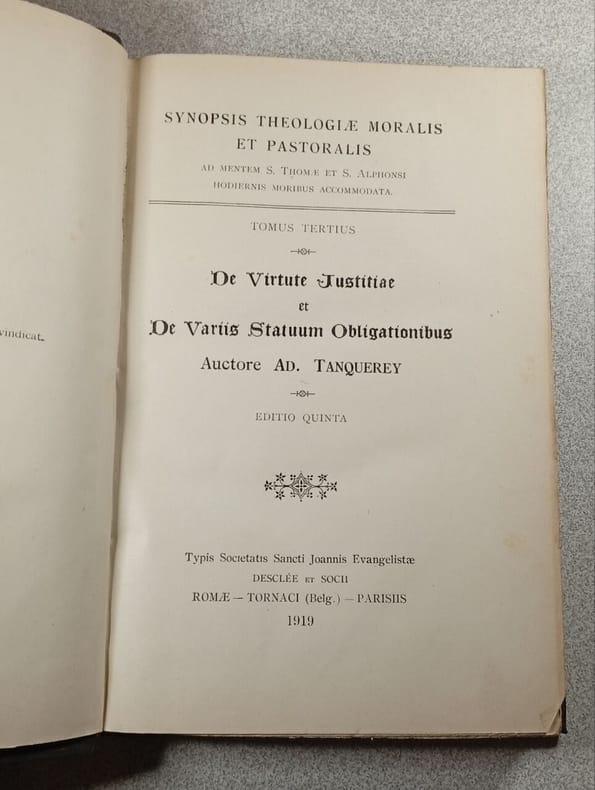 vindicat.
SYNOPSIS THEOLOGIÆ MORALIS
ET PASTORALIS
AD MENTEM S. THOMÆ ET S. ALPHONSI
HODIERNIS MORIBUS ACCOMMODATA.
TOMUS TERTIUS
De Virtute Justitiae
et
De Variis Statuum Obligationibus
Auctore AD. TANQUEREY
EDITIO QUINTA
Typis Societatis Sancti Joannis Evangelistæ
DESCLÉE ET SOCII
ROMÆ — TORNACI (Belg.) — PARISIIS
1919